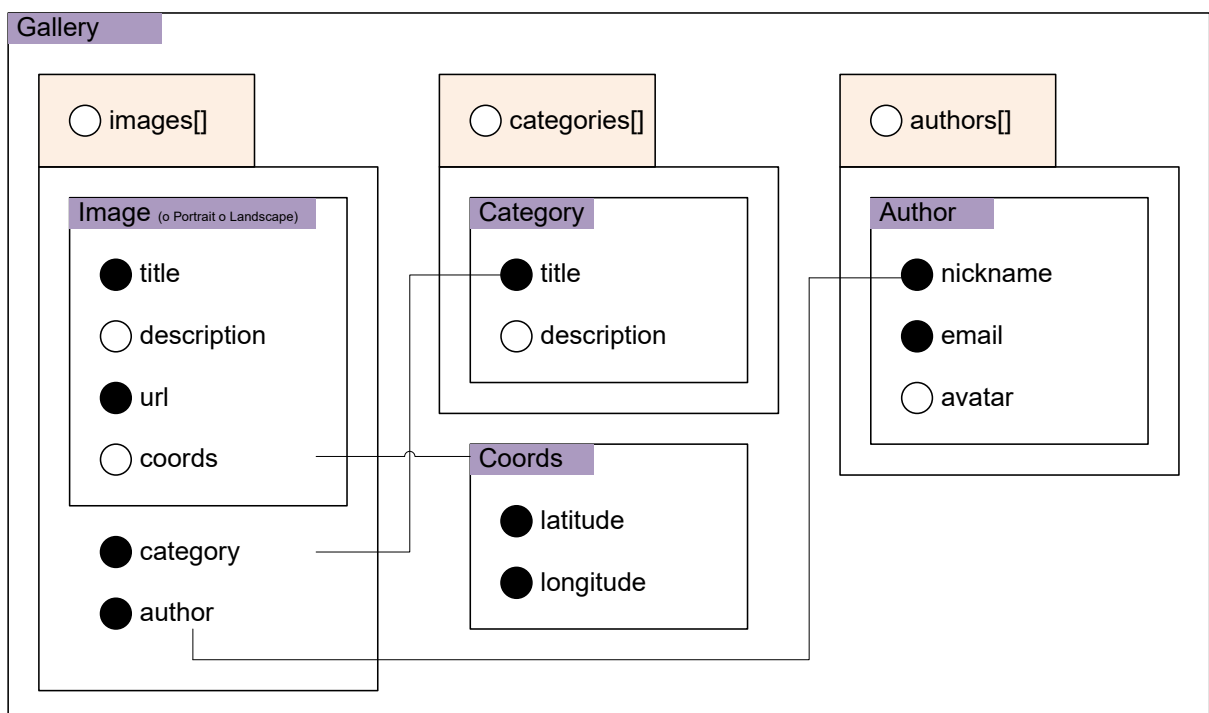 Gallery
images[]
Image (o Portrait o Landscape)
title
description
url
coords
category
author
categories[]
Category
title
description
Coords
latitude
longitude
authors[]
Author
nickname
email
avatar